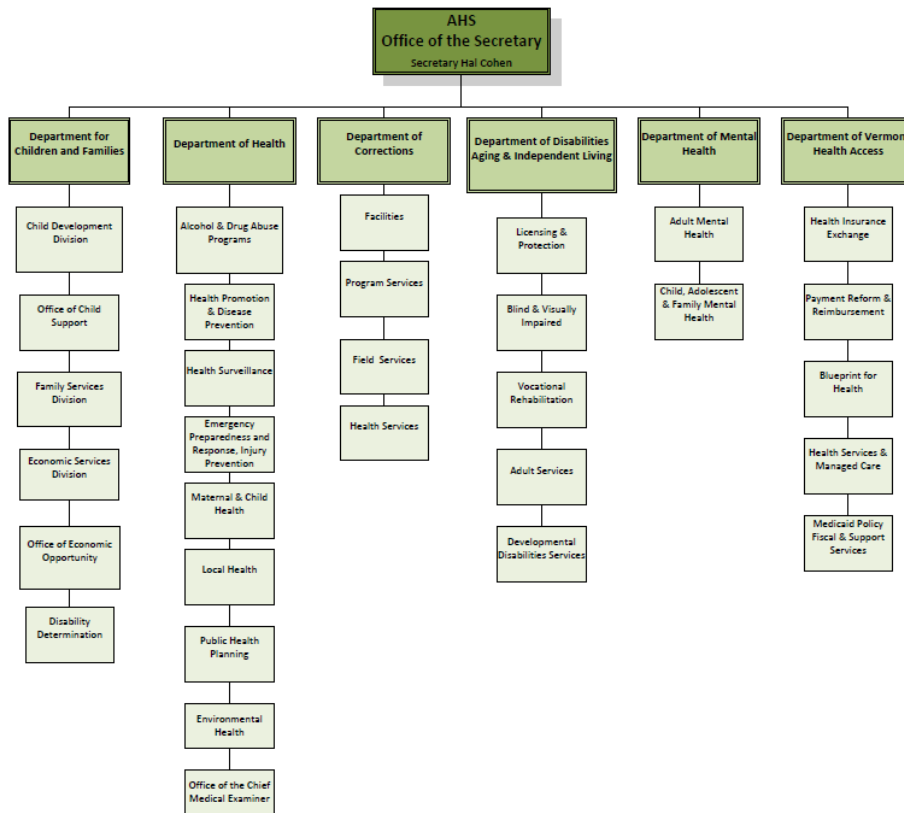 AHS
Office of the Secretary
Secretary Hal Cohen
Department for
Children and Families
Department of Health
Department of
Corrections
Department of Disabilities
Aging & Independent Living
Department of Mental
Health
Department of Vermont
Health Access
Child Development
Division
Office of Child
Support
Family Services
Division
Economic Services
Division
Office of Economic
Opportunity
Disability
Determination
Alcohol & Drug Abuse
Programs
Health Promotion
& Disease
Prevention
Health Surveillance
Emergency
Preparedness and
Response, Injury
Prevention
Maternal & Child
Health
Local Health
Public Health
Planning
Environmental
Health
Office of the Chief
Medical Examiner
Facilities
Program Services
Field Services
Health Services
Licensing &
Protection
Blind & Visually
Impaired
Vocational
Rehabilitation
Adult Services
Developmental
Disabilities Services
Adult Mental
Health
Child, Adolescent
& Family Mental
Health
Health Insurance
Exchange
Payment Reform &
Reimbursement
Blueprint for
Health
Health Services &
Managed Care
Medicaid Policy
Fiscal & Support
Services